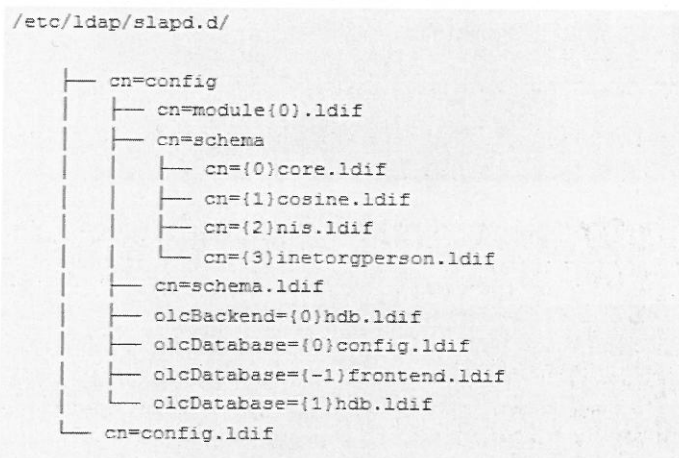 /etc/ldap/slapd.d/
├── cn=config
│   ├── cn=module{0}.ldif
│   ├── cn=schema
│   │   ├── cn={0}core.ldif
│   │   ├── cn={1}cosine.ldif
│   │   ├── cn={2}nis.ldif
│   │   └── cn={3}inetorgperson.ldif
│   ├── cn=schema.ldif
│   ├── olcBackend={0}hdb.ldif
│   ├── olcDatabase={0}config.ldif
│   ├── olcDatabase={-1}frontend.ldif
│   └── olcDatabase={1}hdb.ldif
└── cn=config.ldif